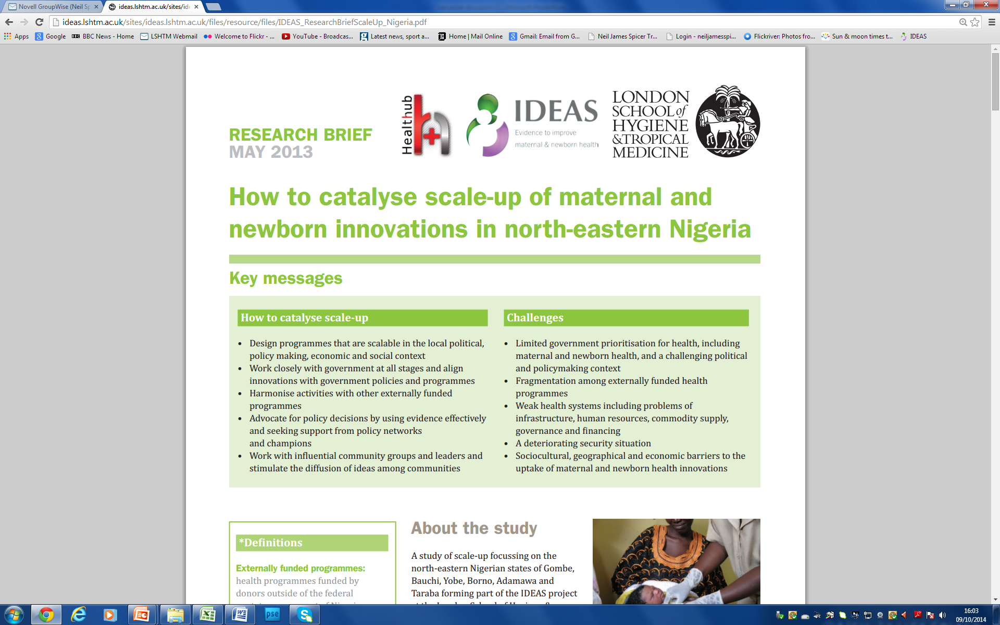 Novell GroupWise (Neil Sp
ideas.lshtm.ac.uk/sites/ide
ideas.lshtm.ac.uk/sites/ideas.lshtm.ac.uk/files/resource/files/IDEAS_ResearchBriefScaleUp_Nigeria.pdf
Apps Google BBC News - Home LSHTM Webmail Welcome to Flickr - ... YouTube - Broadcas... Latest news, sport a... Home | Mail Online Gmail: Email from G... Neil James Spicer Tr... Login - neiljamesspi... Flickriver: Photos fro... Sun & moon times t... IDEAS
RESEARCH BRIEF
MAY 2013
Healthhub
IDEAS
Evidence to improve
maternal & newborn health
LONDON
SCHOOL of
HYGIENE
& TROPICAL
MEDICINE
How to catalyse scale-up of maternal and
newborn innovations in north-eastern Nigeria
Key messages
How to catalyse scale-up
• Design programmes that are scalable in the local political,
policy making, economic and social context
• Work closely with government at all stages and align
innovations with government policies and programmes
• Harmonise activities with other externally funded
programmes
• Advocate for policy decisions by using evidence effectively
and seeking support from policy networks
and champions
• Work with influential community groups and leaders and
stimulate the diffusion of ideas among communities
Challenges
• Limited government prioritisation for health, including
maternal and newborn health, and a challenging political
and policymaking context
• Fragmentation among externally funded health
programmes
• Weak health systems including problems of
infrastructure, human resources, commodity supply,
governance and financing
• A deteriorating security situation
• Sociocultural, geographical and economic barriers to the
uptake of maternal and newborn health innovations
*Definitions
Externally funded programmes:
health programmes funded by
donors outside of the federal
About the study
A study of scale-up focussing on the
north-eastern Nigerian states of Gombe,
Bauchi, Yobe, Borno, Adamawa and
Taraba forming part of the IDEAS project
pse
16:03
09/10/2014